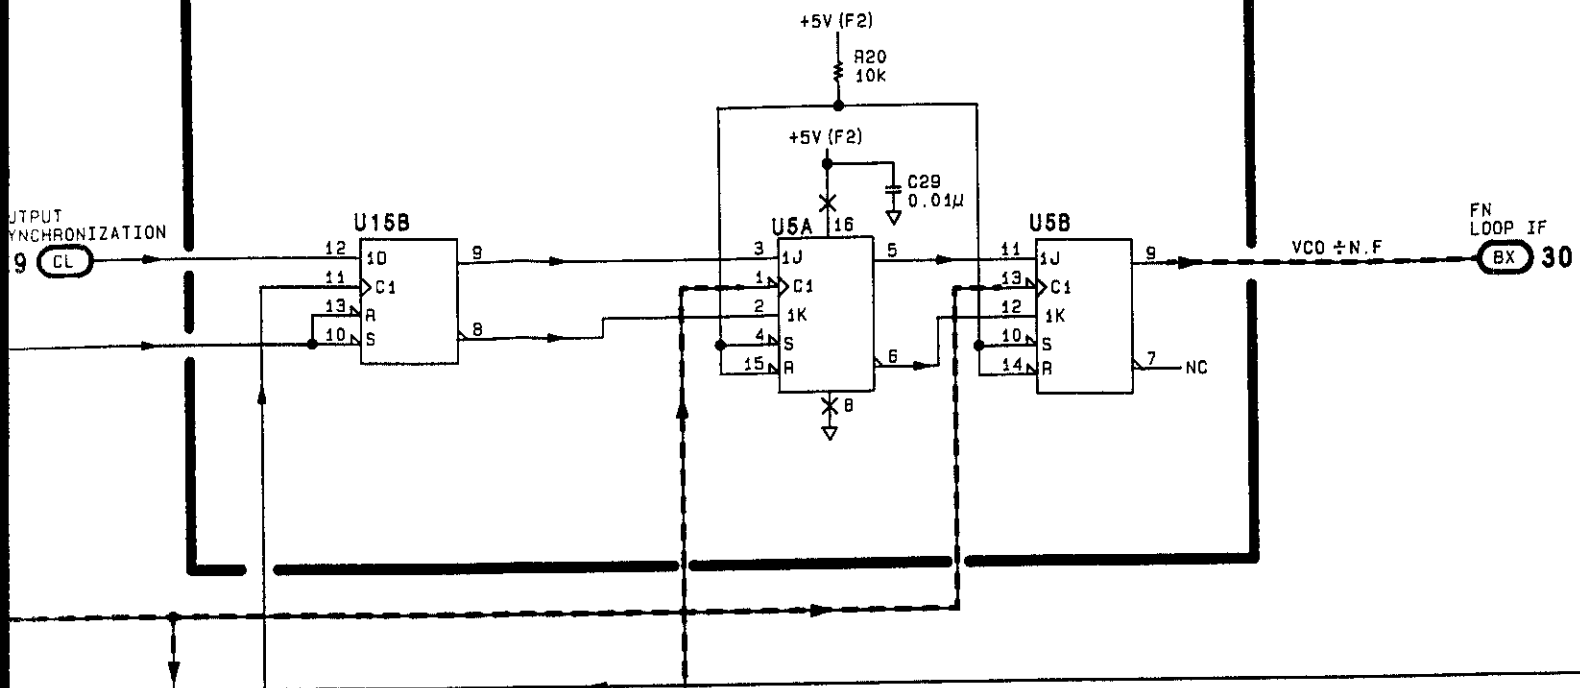 +5V(F2)
R20
10K
+5V(F2)
C29
0.01µ
UTPUT
YNCHRONIZATION
9 CL
U15B
12 1D 9
11 C1
13 R
10 S 8
U5A 16
3 1J 5
1 C1
2 1K
4 S
15 R 6
8
U5B
11 1J 9
13 C1
12 1K
10 S
14 R 7 NC
VCO ÷ N.F
FN
LOOP IF
BX 30